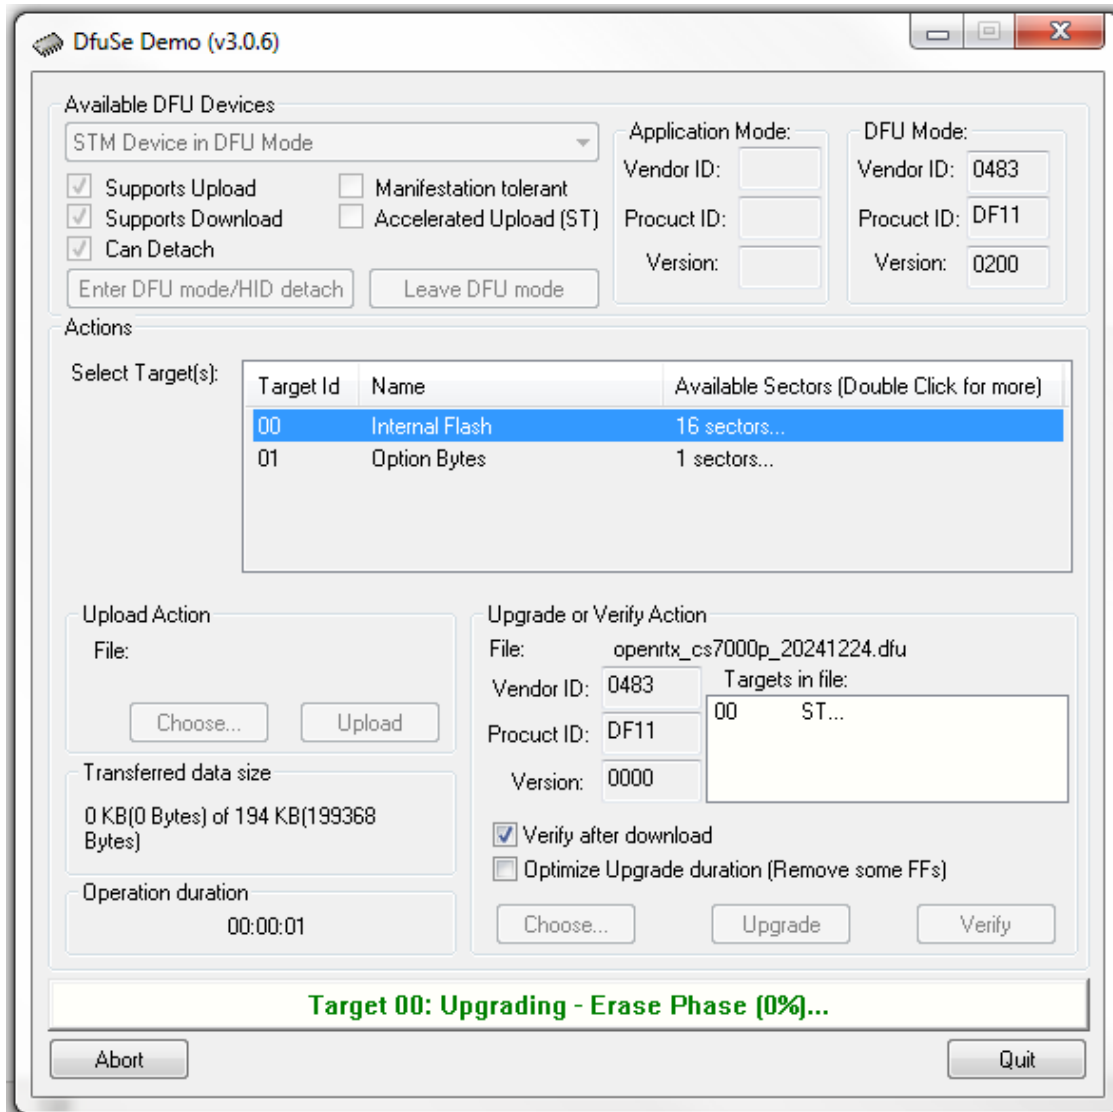 DfuSe Demo (v3.0.6)
Available DFU Devices
STM Device in DFU Mode
Supports Upload
Manifestation tolerant
Supports Download
Accelerated Upload (ST)
Can Detach
Enter DFU mode/HID detach
Leave DFU mode
Application Mode:
Vendor ID:
Procuct ID:
Version:
DFU Mode:
Vendor ID: 0483
Procuct ID: DF11
Version: 0200
Actions
Select Target(s):
Target Id Name Available Sectors (Double Click for more)
00 Internal Flash 16 sectors...
01 Option Bytes 1 sectors...
Upload Action
File:
Choose... Upload
Transferred data size
0 KB(0 Bytes) of 194 KB(199368
Bytes)
Operation duration
00:00:01
Upgrade or Verify Action
File: openrtx_cs7000p_20241224.dfu
Vendor ID: 0483
Procuct ID: DF11
Version: 0000
Targets in file:
00 ST...
Verify after download
Optimize Upgrade duration (Remove some FFs)
Choose... Upgrade Verify
Target 00: Upgrading - Erase Phase (0%)...
Abort Quit